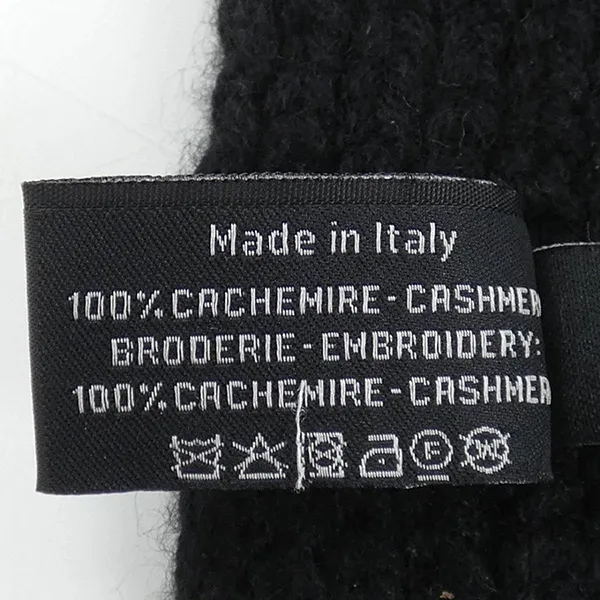 Made in Italy
100% CACHEMIRE-CASHMER
BRODERIE-EMBROIDERY:
100% CACHEMIRE-CASHMER